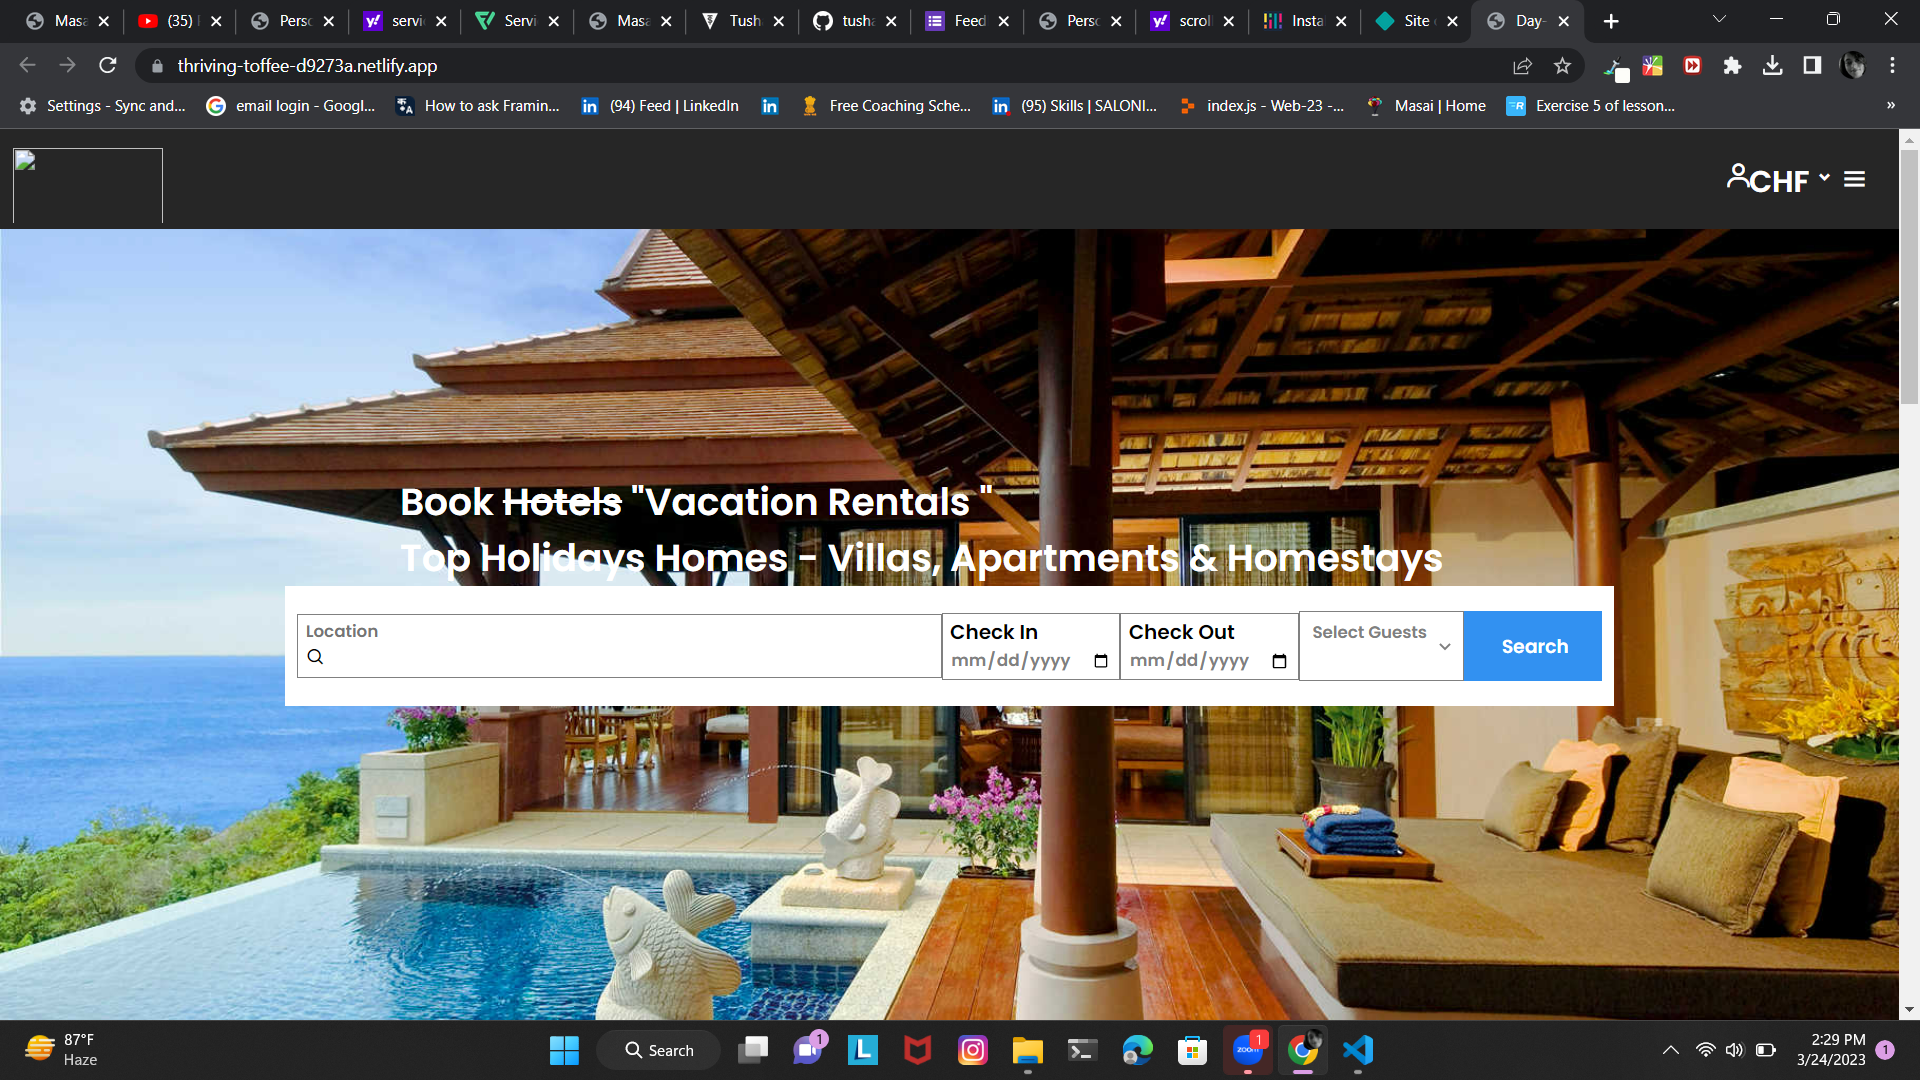 Masa
(35)
Perso
servi
Servi
Masa
Tush
tusha
Feed
Perso
scrol
Insta
Site
Day-
thriving-toffee-d9273a.netlify.app
Settings - Sync and...
email login - Googl...
How to ask Framin...
(94) Feed | LinkedIn
Free Coaching Sche...
(95) Skills | SALONI...
index.js - Web-23 -...
Masai | Home
Exercise 5 of lesson...
»
CHF
Book Hotels "Vacation Rentals "
Top Holidays Homes - Villas, Apartments & Homestays
Location
Check In
mm/dd/yyyy
Check Out
mm/dd/yyyy
Select Guests
Search
87°F
Haze
Search
1
zoom
1
2:29 PM
3/24/2023
1